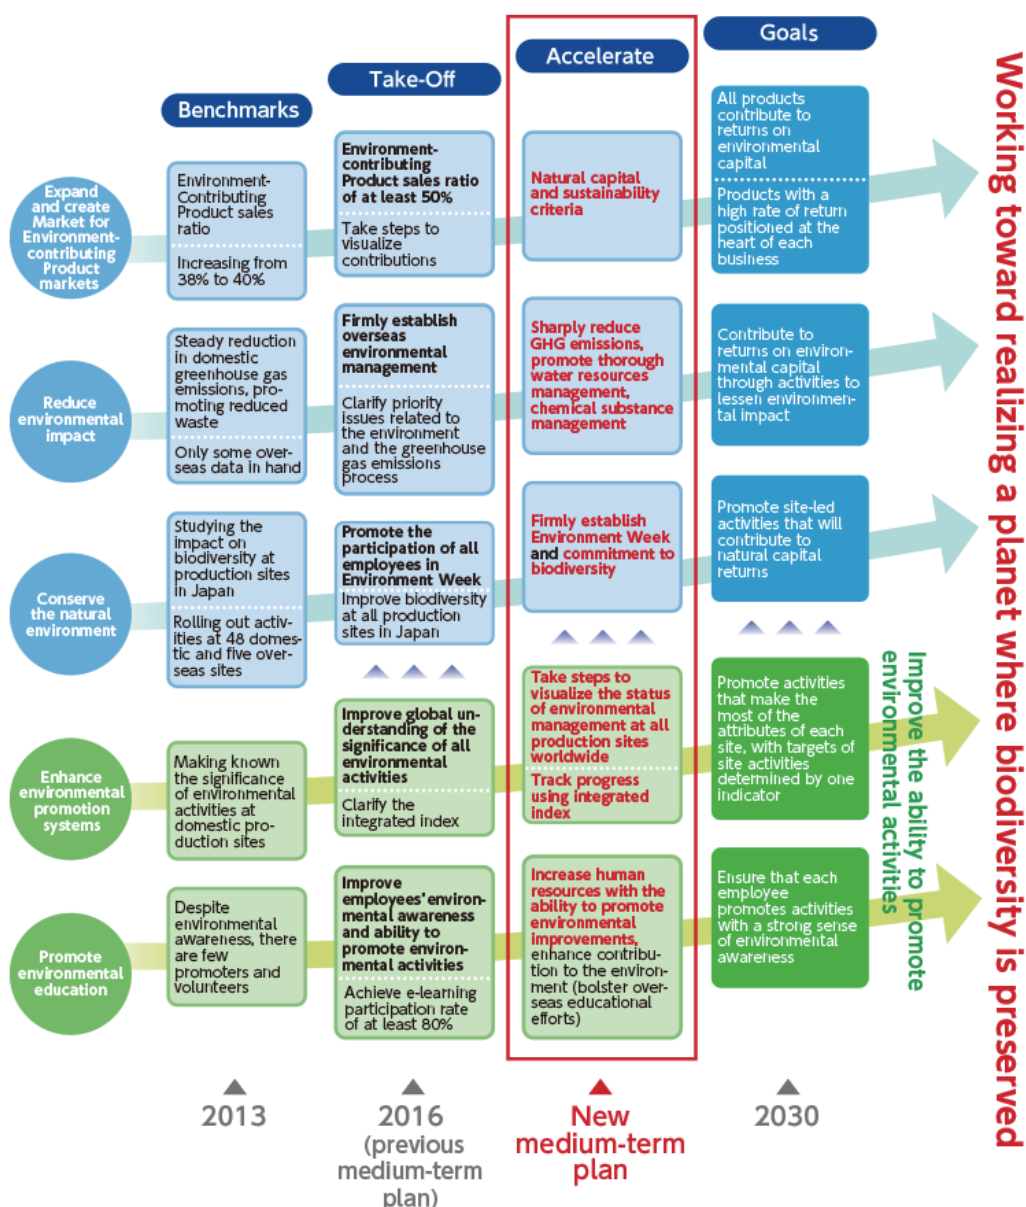 Goals
Accelerate
Take-Off
Benchmarks
Expand
and create
Market for
Environment-
contributing
Product
markets
Environment-
Contributing
Product sales
ratio
Increasing from
38% to 40%
Environment-
contributing
Product sales ratio
of at least 50%
Take steps to
visualize
contributions
Natural capital
and sustainability
criteria
All products
contribute to
returns on
environmental
capital
Products with a
high rate of return
positioned at the
heart of each
business
Reduce
environmental
impact
Steady reduction
in domestic
greenhouse gas
emissions, pro-
moting reduced
waste
Only some over-
seas data in hand
Firmly establish
overseas
environmental
management
Clarify priority
issues related to
the environment
and the greenhouse
gas emissions
process
Sharply reduce
GHG emissions,
promote thorough
water resources
management,
chemical substance
management
Contribute to
returns on environ-
mental capital
through activities to
lessen environmen-
tal impact
Conserve
the natural
environment
Studying the
impact on
biodiversity at
production sites
in Japan
Rolling out activ-
ities at 48 domes-
tic and five over-
seas sites
Promote the
participation of all
employees in
Environment Week
Improve biodiversity
at all production
sites in Japan
Firmly establish
Environment Week
and commitment to
biodiversity
Promote site-led
activities that will
contribute to
natural capital
returns
Enhance
environmental
promotion
systems
Making known
the significance
of environmental
activities at
domestic pro-
duction sites
Improve global un-
derstanding of the
significance of all
environmental
activities
Clarify the
integrated index
Take steps to
visualize the status
of environmental
management at all
production sites
worldwide
Track progress
using integrated
index
Promote activities
that make the
most of the
attributes of each
site, with targets of
site activities
determined by one
indicator
Promote
environmental
education
Despite
environmental
awareness, there
are few
promoters and
volunteers
Improve
employees' environ-
mental awareness
and ability to
promote environ-
mental activities
Achieve e-learning
participation rate
of at least 80%
Increase human
resources with the
ability to promote
environmental
improvements,
enhance contribu-
tion to the environ-
ment (bolster over-
seas educational
efforts)
Ensure that each
employee
promotes activities
with a strong sense
of environmental
awareness
Improve the ability to promote
environmental activities
Working toward realizing a planet where biodiversity is preserved
2013
2016
(previous
medium-term
plan)
New
medium-term
plan
2030